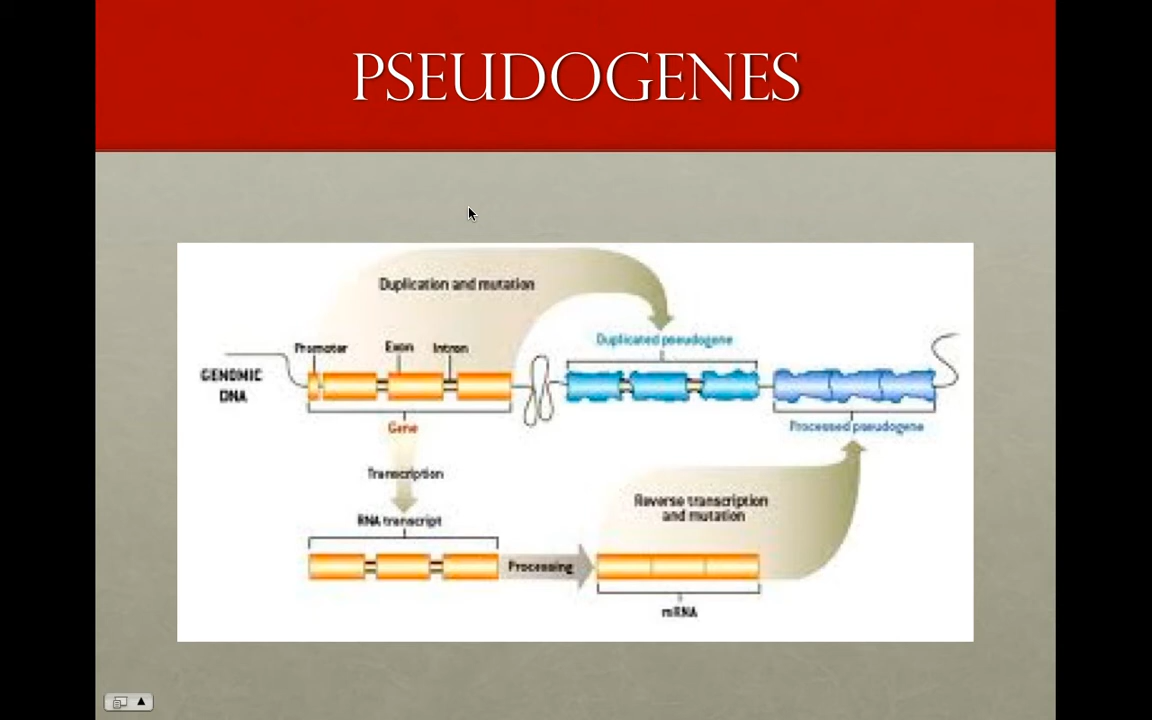 PSEUDOGENES
Duplication and mutation
Duplicated pseudogene
Promoter
Exon
Intron
GENOMIC
DNA
Gene
Processed pseudogene
Transcription
Reverse transcription
and mutation
RNA transcript
Processing
mRNA